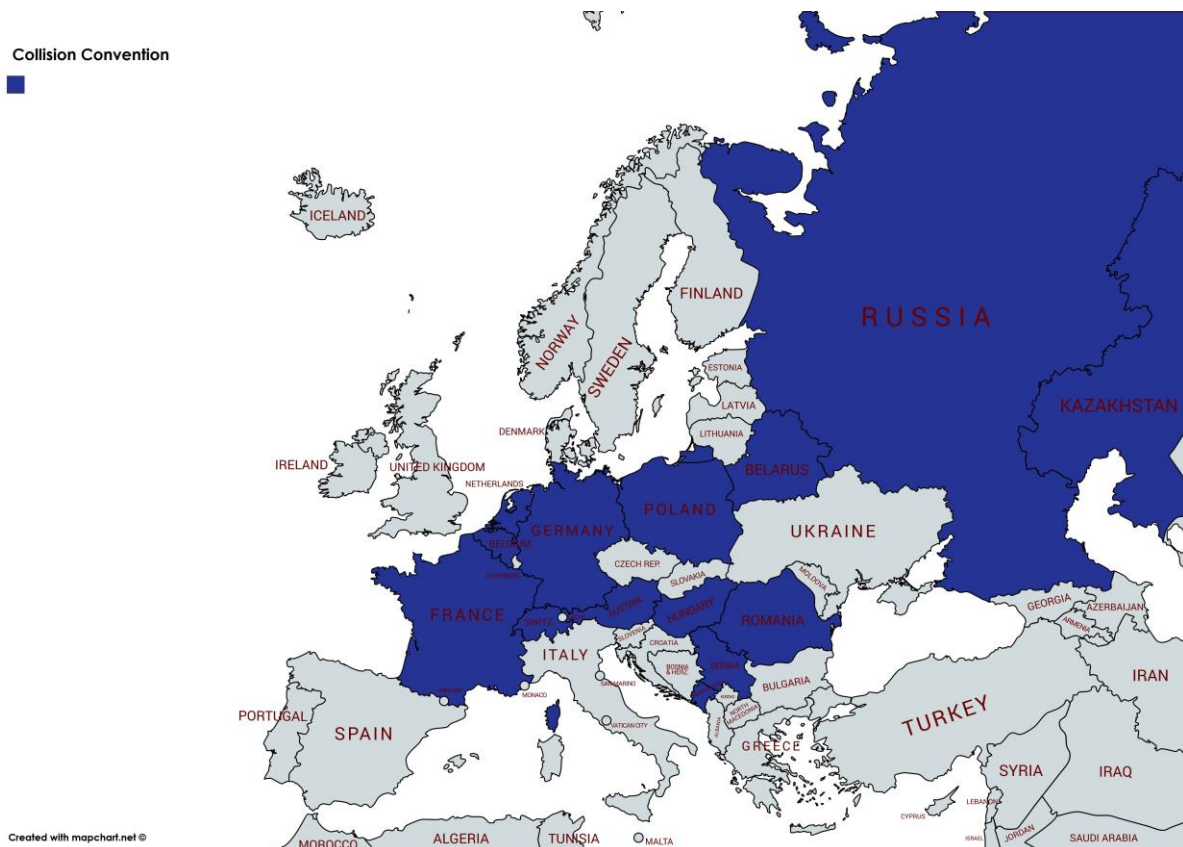 Collision Convention
ICELAND
FINLAND
RUSSIA
NORWAY
SWEDEN
ESTONIA
LATVIA
KAZAKHSTAN
LITHUANIA
DENMARK
IRELAND
UNITED KINGDOM
BELARUS
NETHERLANDS
POLAND
GERMANY
UKRAINE
BELGIUM
CZECH REP.
SLOVAKIA
MOLDOVA
LUXEMBOURG
FRANCE
AUSTRIA
HUNGARY
ROMANIA
GEORGIA
AZERBAIJAN
ARMENIA
SWITZ.
SLOVENIA
CROATIA
ITALY
BOSNIA
& HERZ.
SERBIA
SAN MARINO
BULGARIA
IRAN
MONACO
KOSOVO
NORTH
MACEDONIA
PORTUGAL
SPAIN
VATICAN CITY
ALBANIA
TURKEY
GREECE
SYRIA
IRAQ
LEBANON
CYPRUS
ISRAEL
JORDAN
SAUDI ARABIA
MOROCCO
ALGERIA
TUNISIA
MALTA
Created with mapchart.net ©